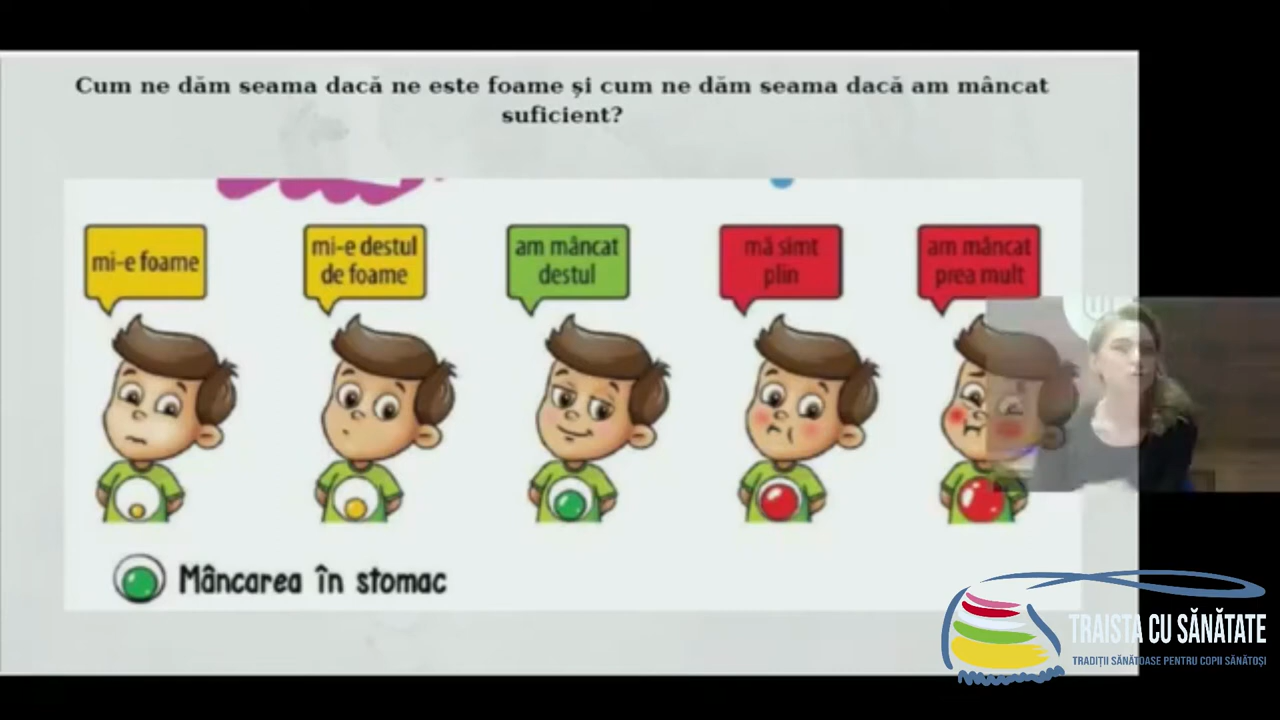 Cum ne dăm seama dacă ne este foame și cum ne dăm seama dacă am mâncat
suficient?
mi-e foame
mi-e destul
de foame
am mâncat
destul
mă simt
plin
am mâncat
prea mult
Mâncarea în stomac
TRAISTA CU SĂNĂTATE
TRADIȚII SĂNĂTOASE PENTRU COPII SĂNĂTOȘI